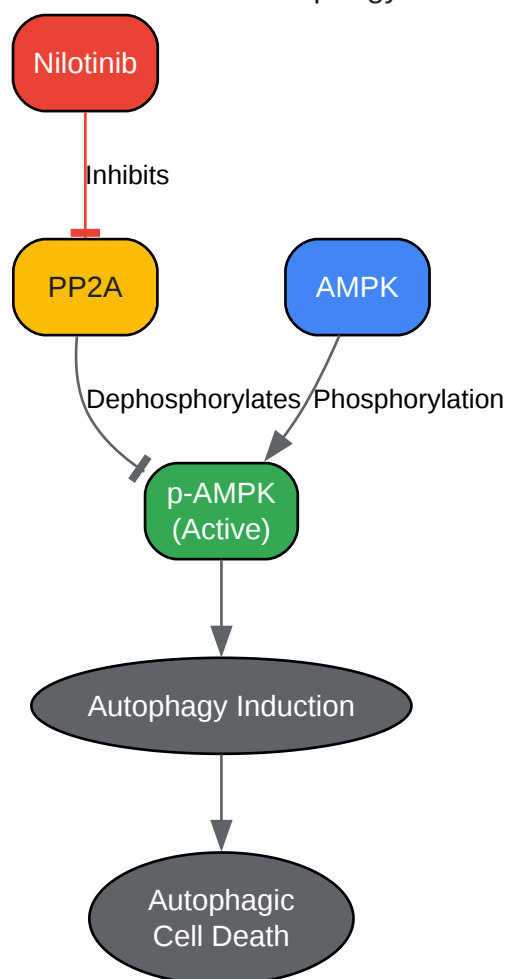 Nilotinib
Inhibits
PP2A
AMPK
Dephosphorylates
Phosphorylation
p-AMPK
(Active)
Autophagy Induction
Autophagic
Cell Death